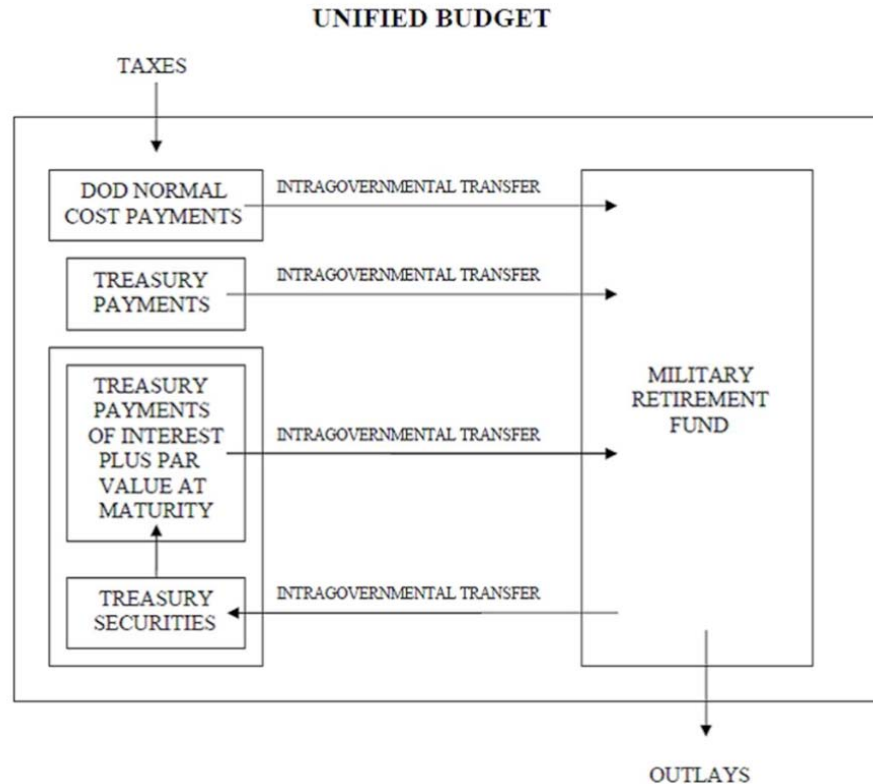 UNIFIED BUDGET
TAXES
DOD NORMAL
COST PAYMENTS
INTRAGOVERNMENTAL TRANSFER
TREASURY
PAYMENTS
INTRAGOVERNMENTAL TRANSFER
TREASURY
PAYMENTS
OF INTEREST
PLUS PAR
VALUE AT
MATURITY
INTRAGOVERNMENTAL TRANSFER
TREASURY
SECURITIES
INTRAGOVERNMENTAL TRANSFER
MILITARY
RETIREMENT
FUND
OUTLAYS